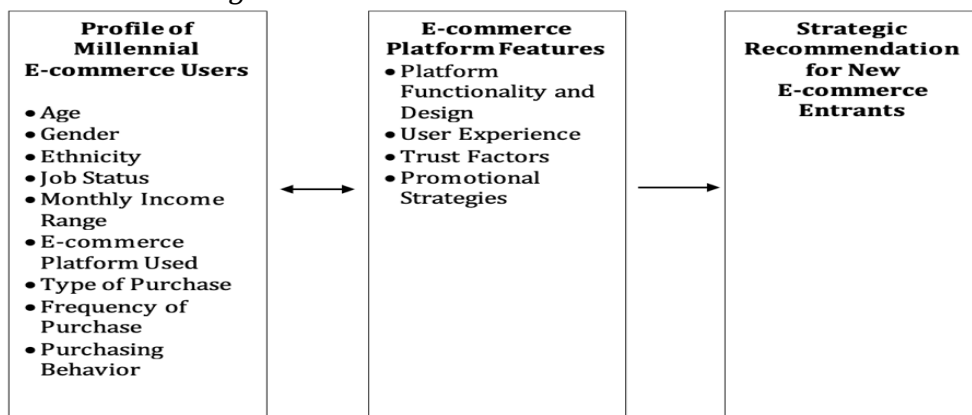 Profile of
Millennial
E-commerce Users
• Age
• Gender
• Ethnicity
• Job Status
• Monthly Income
Range
• E-commerce
Platform Used
• Type of Purchase
• Frequency of
Purchase
• Purchasing
Behavior
E-commerce
Platform Features
• Platform
Functionality and
Design
• User Experience
• Trust Factors
• Promotional
Strategies
Strategic
Recommendation
for New
E-commerce
Entrants